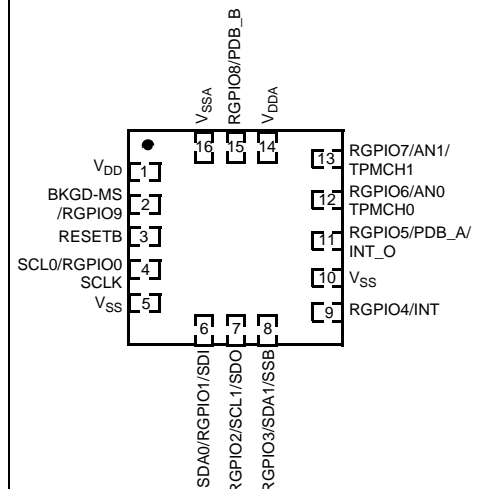 VSSA
RGPIO8/PDB_B
VDDA
16
15
14
VDD
1
BKGD-MS
/RGPIO9
2
RESETB
3
SCL0/RGPIO0
SCLK
4
VSS
5
13
RGPIO7/AN1/
TPMCH1
12
RGPIO6/AN0
TPMCH0
11
RGPIO5/PDB_A/
INT_O
10
VSS
9
RGPIO4/INT
6
7
8
SDA0/RGPIO1/SDI
RGPIO2/SCL1/SDO
RGPIO3/SDA1/SSB